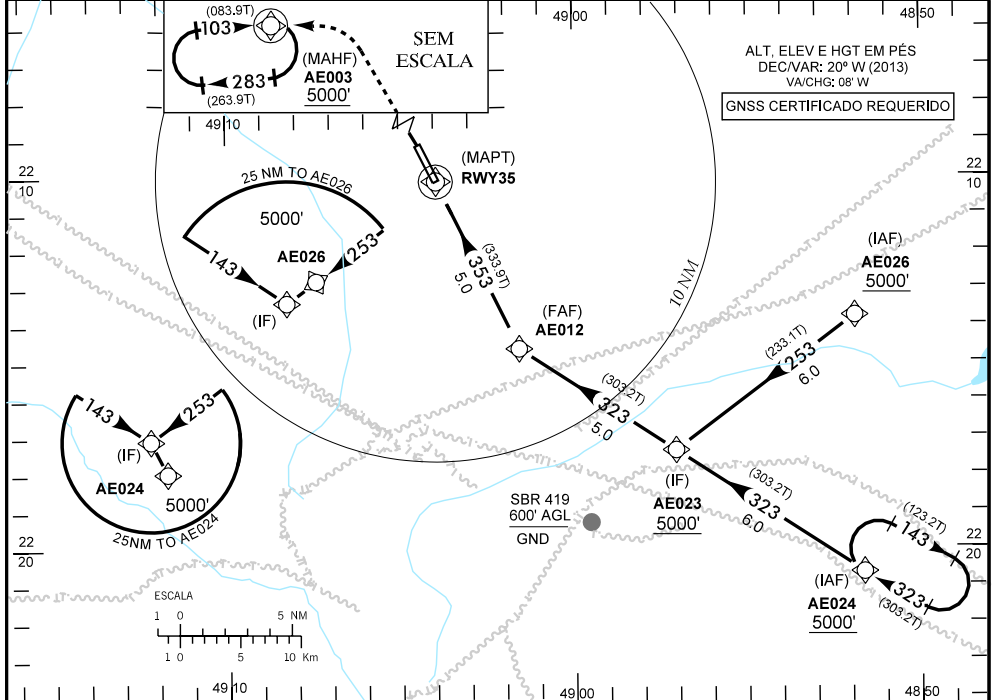 (083.9T)
103
283
(263.9T)
(MAHF)
AE003
5000'
SEM
ESCALA
49 00
48 50
ALT, ELEV E HGT EM PÉS
DEC/VAR: 20º W (2013)
VA/CHG: 08' W
GNSS CERTIFICADO REQUERIDO
49 10
22
10
(MAPT)
RWY35
22
10
25 NM TO AE026
5000'
AE026
143
253
(IF)
(333.9T)
353
5.0
10 NM
(IAF)
AE026
5000'
(FAF)
AE012
(233.1T)
253
6.0
(303.2T)
323
5.0
143
253
(IF)
AE024
5000'
25NM TO AE024
(IF)
AE023
5000'
(303.2T)
323
6.0
SBR 419
600' AGL
GND
(123.2T)
143
22
20
22
20
323
(303.2T)
(IAF)
AE024
5000'
ESCALA
1 0 5 NM
1 0 5 10 Km
49 10
49 00
48 50